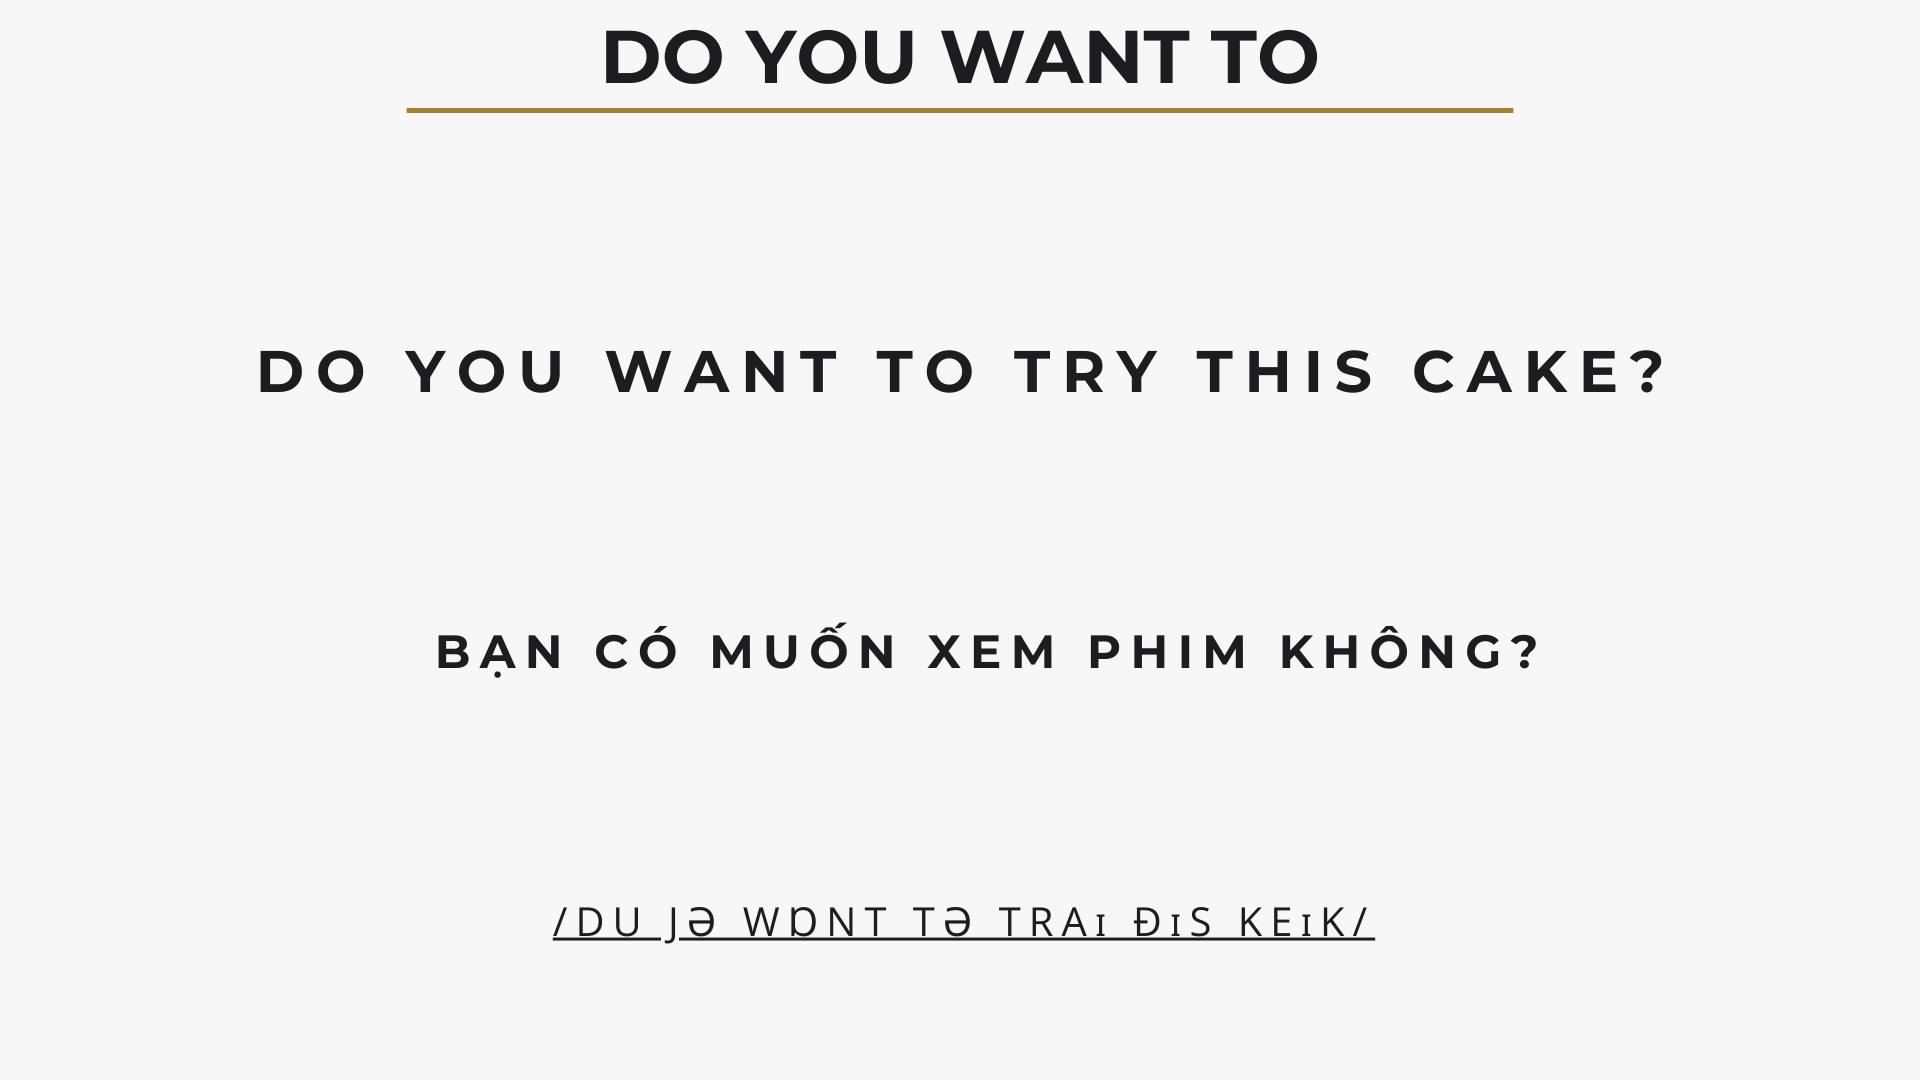 DO YOU WANT TO
DO YOU WANT TO TRY THIS CAKE?
BẠN CÓ MUỐN XEM PHIM KHÔNG?
/DU JƏ WⱰNT TƏ TRAɪ ÐɪS KEɪK/